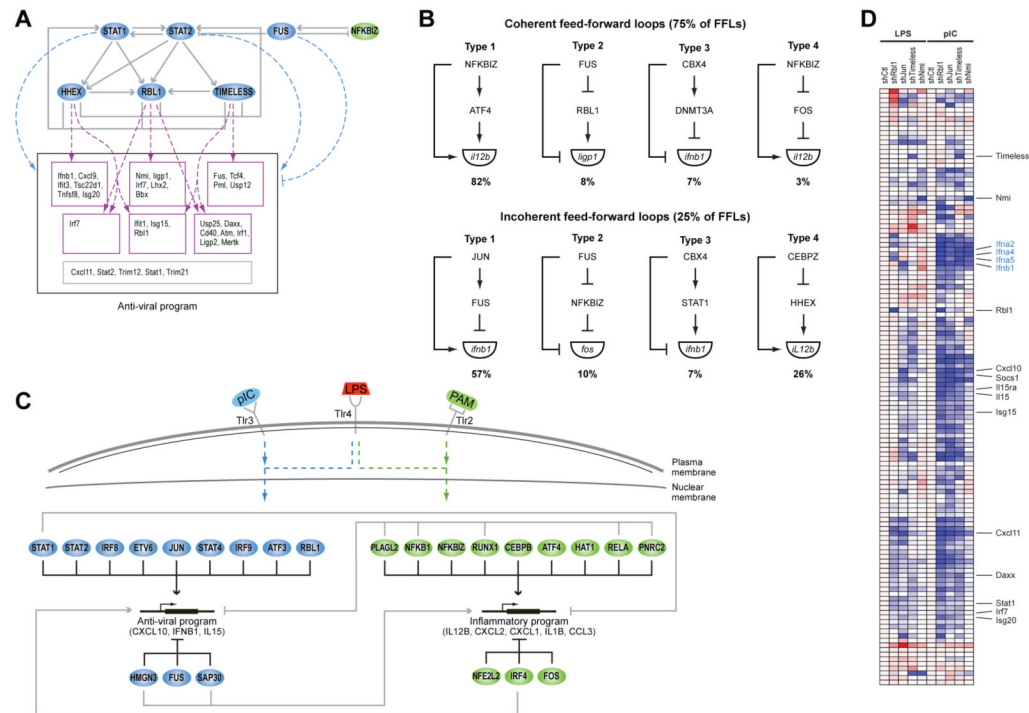 A
STAT1
STAT2
FUS
NFKBIZ
HHEX
RBL1
TIMELESS
Ifnb1, Cxcl9,
Ifit3, Tsc22d1,
Tnfsf8, Isg20
Nmi, Iigp1,
Irf7, Lhx2,
Bbx
Fus, Tcf4,
Pml, Usp12
Irf7
Ifit1, Isg15,
Rbl1
Usp25, Daxx,
Cd40, Atm, Irf1,
Ligp2, Mertk
Cxcl11, Stat2, Trim12, Stat1, Trim21
Anti-viral program
B
Coherent feed-forward loops (75% of FFLs)
Type 1 Type 2 Type 3 Type 4
NFKBIZ FUS CBX4 NFKBIZ
ATF4 RBL1 DNMT3A FOS
il12b Iigp1 ifnb1 il12b
82% 8% 7% 3%
Incoherent feed-forward loops (25% of FFLs)
Type 1 Type 2 Type 3 Type 4
JUN FUS CBX4 CEBPZ
FUS NFKBIZ STAT1 HHEX
ifnb1 fos ifnb1 iL12b
57% 10% 7% 26%
C
pIC
LPS
PAM
Tlr3
Tlr4
Tlr2
Plasma
membrane
Nuclear
membrane
STAT1 STAT2 IRF8 ETV6 JUN STAT4 IRF9 ATF3 RBL1
PLAGL2 NFKB1 NFKBIZ RUNX1 CEBPB ATF4 HAT1 RELA PNRC2
Anti-viral program
(CXCL10, IFNB1, IL15)
Inflammatory program
(IL12B, CXCL2, CXCL1, IL1B, CCL3)
HMGN3 FUS SAP30
NFE2L2 IRF4 FOS
D
LPS pIC
shCtl shRbl1 shJun shTimeless shNmi shCtl shRbl1 shJun shTimeless shNmi
Timeless
Nmi
Ifna2
Ifna4
Ifna5
Ifnb1
Rbl1
Cxcl10
Socs1
Il15ra
Il15
Isg15
Cxcl11
Daxx
Stat1
Irf7
Isg20